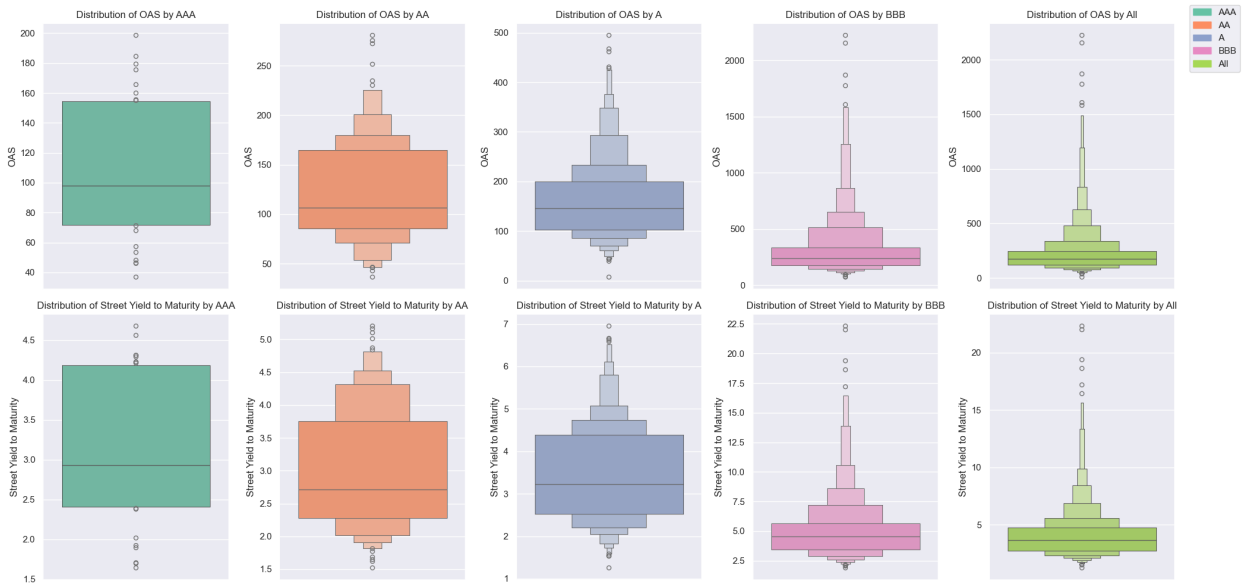 Distribution of OAS by AAA
Distribution of OAS by AA
Distribution of OAS by A
Distribution of OAS by BBB
Distribution of OAS by All
AAA
AA
A
BBB
All
OAS
200
180
160
140
120
100
80
60
40
OAS
250
200
150
100
50
OAS
500
400
300
200
100
0
OAS
2000
1500
1000
500
0
OAS
2000
1500
1000
500
0
Distribution of Street Yield to Maturity by AAA
Distribution of Street Yield to Maturity by AA
Distribution of Street Yield to Maturity by A
Distribution of Street Yield to Maturity by BBB
Distribution of Street Yield to Maturity by All
Street Yield to Maturity
4.5
4.0
3.5
3.0
2.5
2.0
1.5
Street Yield to Maturity
5.0
4.5
4.0
3.5
3.0
2.5
2.0
1.5
Street Yield to Maturity
7
6
5
4
3
2
1
Street Yield to Maturity
22.5
20.0
17.5
15.0
12.5
10.0
7.5
5.0
2.5
Street Yield to Maturity
20
15
10
5